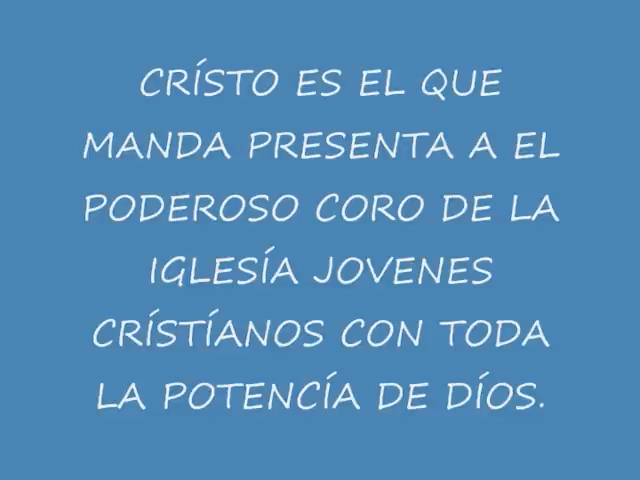 CRÍSTO ES EL QUE
MANDA PRESENTA A EL
PODEROSO CORO DE LA
IGLESÍA JOVENES
CRÍSTÍANOS CON TODA
LA POTENCÍA DE DÍOS.